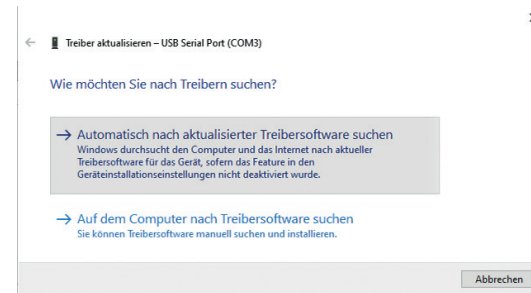 Treiber aktualisieren – USB Serial Port (COM3)
Wie möchten Sie nach Treibern suchen?
Automatisch nach aktualisierter Treibersoftware suchen
Windows durchsucht den Computer und das Internet nach aktueller
Treibersoftware für das Gerät, sofern das Feature in den
Geräteinstallationseinstellungen nicht deaktiviert wurde.
Auf dem Computer nach Treibersoftware suchen
Sie können Treibersoftware manuell suchen und installieren.
Abbrechen